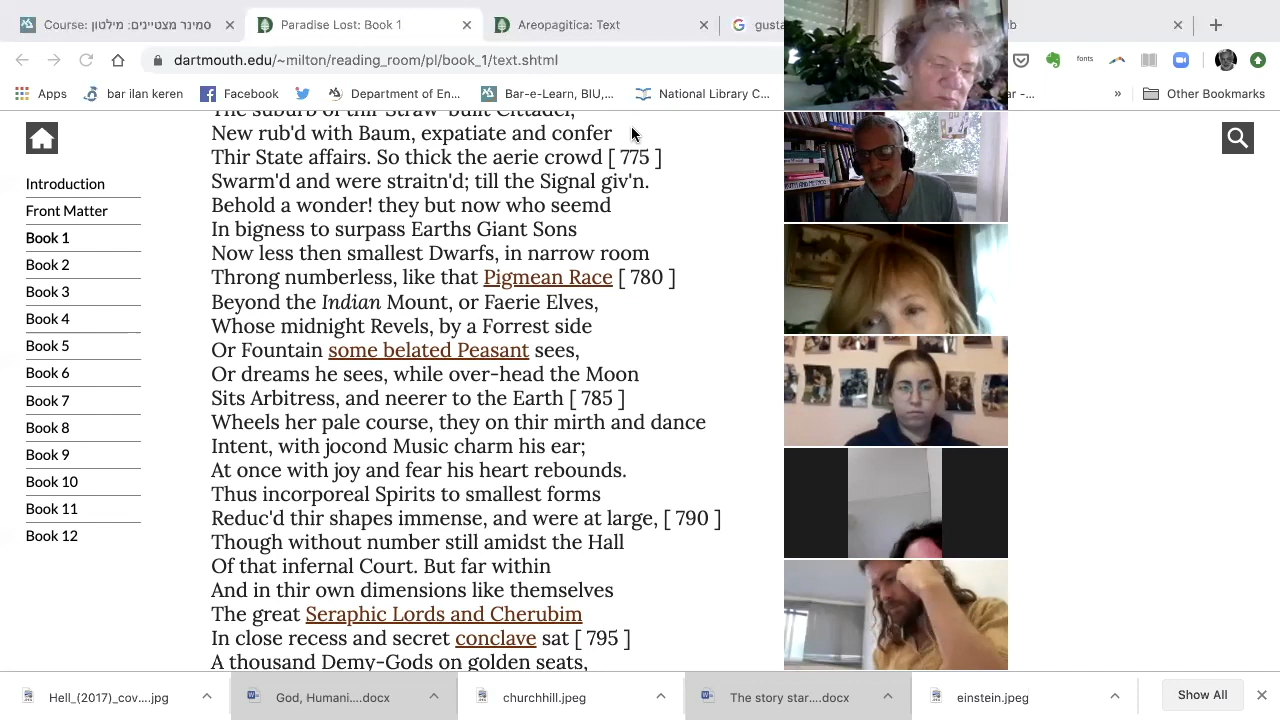 Course: סמינר מצטיינים: מילטון
Paradise Lost: Book 1
Areopagitica: Text
gusta
ub
dartmouth.edu/~milton/reading_room/pl/book_1/text.shtml
fonts
Apps
bar ilan keren
Facebook
Department of En...
Bar-e-Learn, BIU,...
National Library C...
ar -...
»
Other Bookmarks
Introduction
Front Matter
Book 1
Book 2
Book 3
Book 4
Book 5
Book 6
Book 7
Book 8
Book 9
Book 10
Book 11
Book 12
The suburb of thir Straw-built Cittadel,
New rub'd with Baum, expatiate and confer
Thir State affairs. So thick the aerie crowd [ 775 ]
Swarm'd and were straitn'd; till the Signal giv'n.
Behold a wonder! they but now who seemd
In bigness to surpass Earths Giant Sons
Now less then smallest Dwarfs, in narrow room
Throng numberless, like that Pigmean Race [ 780 ]
Beyond the Indian Mount, or Faerie Elves,
Whose midnight Revels, by a Forrest side
Or Fountain some belated Peasant sees,
Or dreams he sees, while over-head the Moon
Sits Arbitress, and neerer to the Earth [ 785 ]
Wheels her pale course, they on thir mirth and dance
Intent, with jocond Music charm his ear;
At once with joy and fear his heart rebounds.
Thus incorporeal Spirits to smallest forms
Reduc'd thir shapes immense, and were at large, [ 790 ]
Though without number still amidst the Hall
Of that infernal Court. But far within
And in thir own dimensions like themselves
The great Seraphic Lords and Cherubim
In close recess and secret conclave sat [ 795 ]
A thousand Demy-Gods on golden seats,
Hell_(2017)_cov....jpg
God, Humani....docx
churchhill.jpeg
The story star....docx
einstein.jpeg
Show All